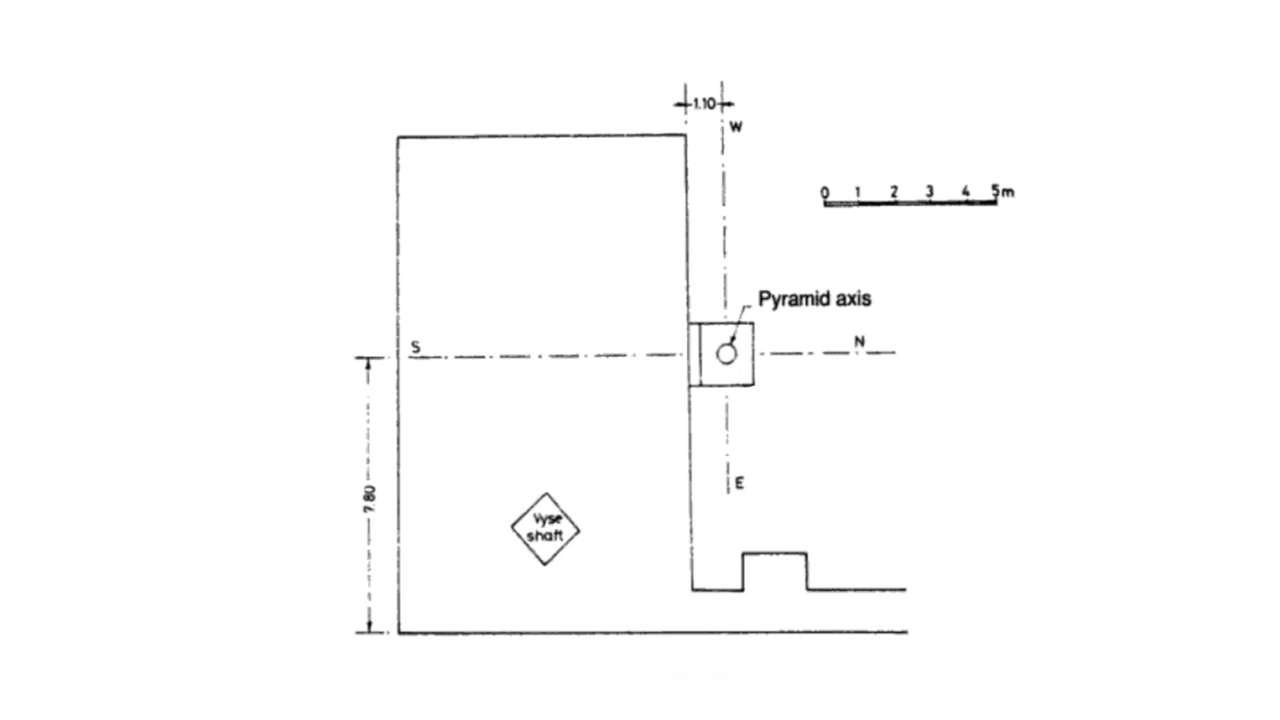 1.10
W
0 1 2 3 4 5m
Pyramid axis
S
N
7.80
E
Vyse
shaft